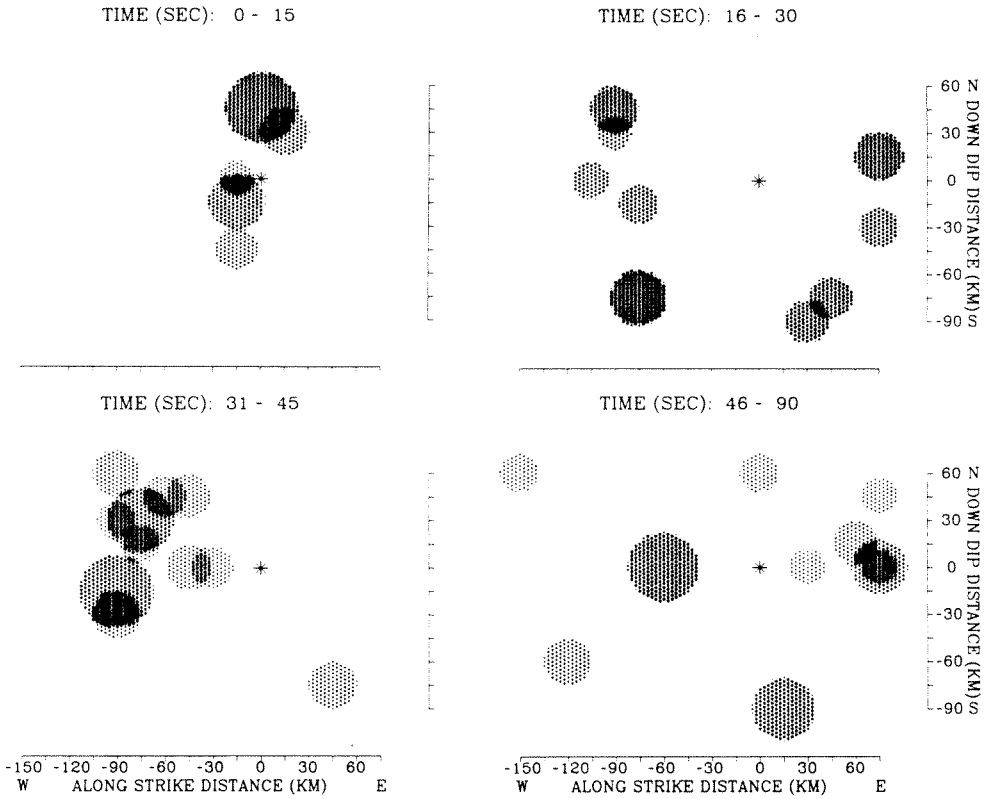 TIME (SEC): 0 - 15
TIME (SEC): 16 - 30
60 N
30
0
-30
-60
-90 S
DOWN DIP DISTANCE (KM)
TIME (SEC): 31 - 45
TIME (SEC): 46 - 90
60 N
30
0
-30
-60
-90 S
DOWN DIP DISTANCE (KM)
-150 -120 -90 -60 -30 0 30 60
W ALONG STRIKE DISTANCE (KM) E
-150 -120 -90 -60 -30 0 30 60
W ALONG STRIKE DISTANCE (KM) E